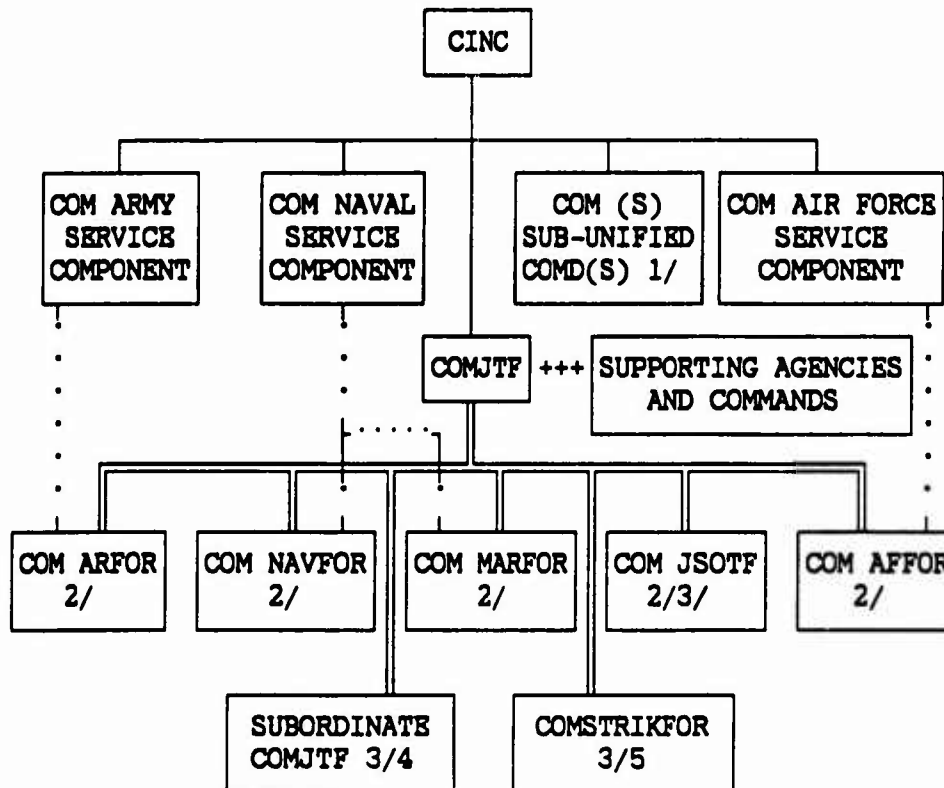 CINC
COM ARMY
SERVICE
COMPONENT
COM NAVAL
SERVICE
COMPONENT
COM (S)
SUB-UNIFIED
COMD(S) 1/
COM AIR FORCE
SERVICE
COMPONENT
COMJTF +++ SUPPORTING AGENCIES
AND COMMANDS
COM ARFOR
2/
COM NAVFOR
2/
COM MARFOR
2/
COM JSOTF
2/3/
COM AFFOR
2/
SUBORDINATE
COMJTF 3/4
COMSTRIKFOR
3/5